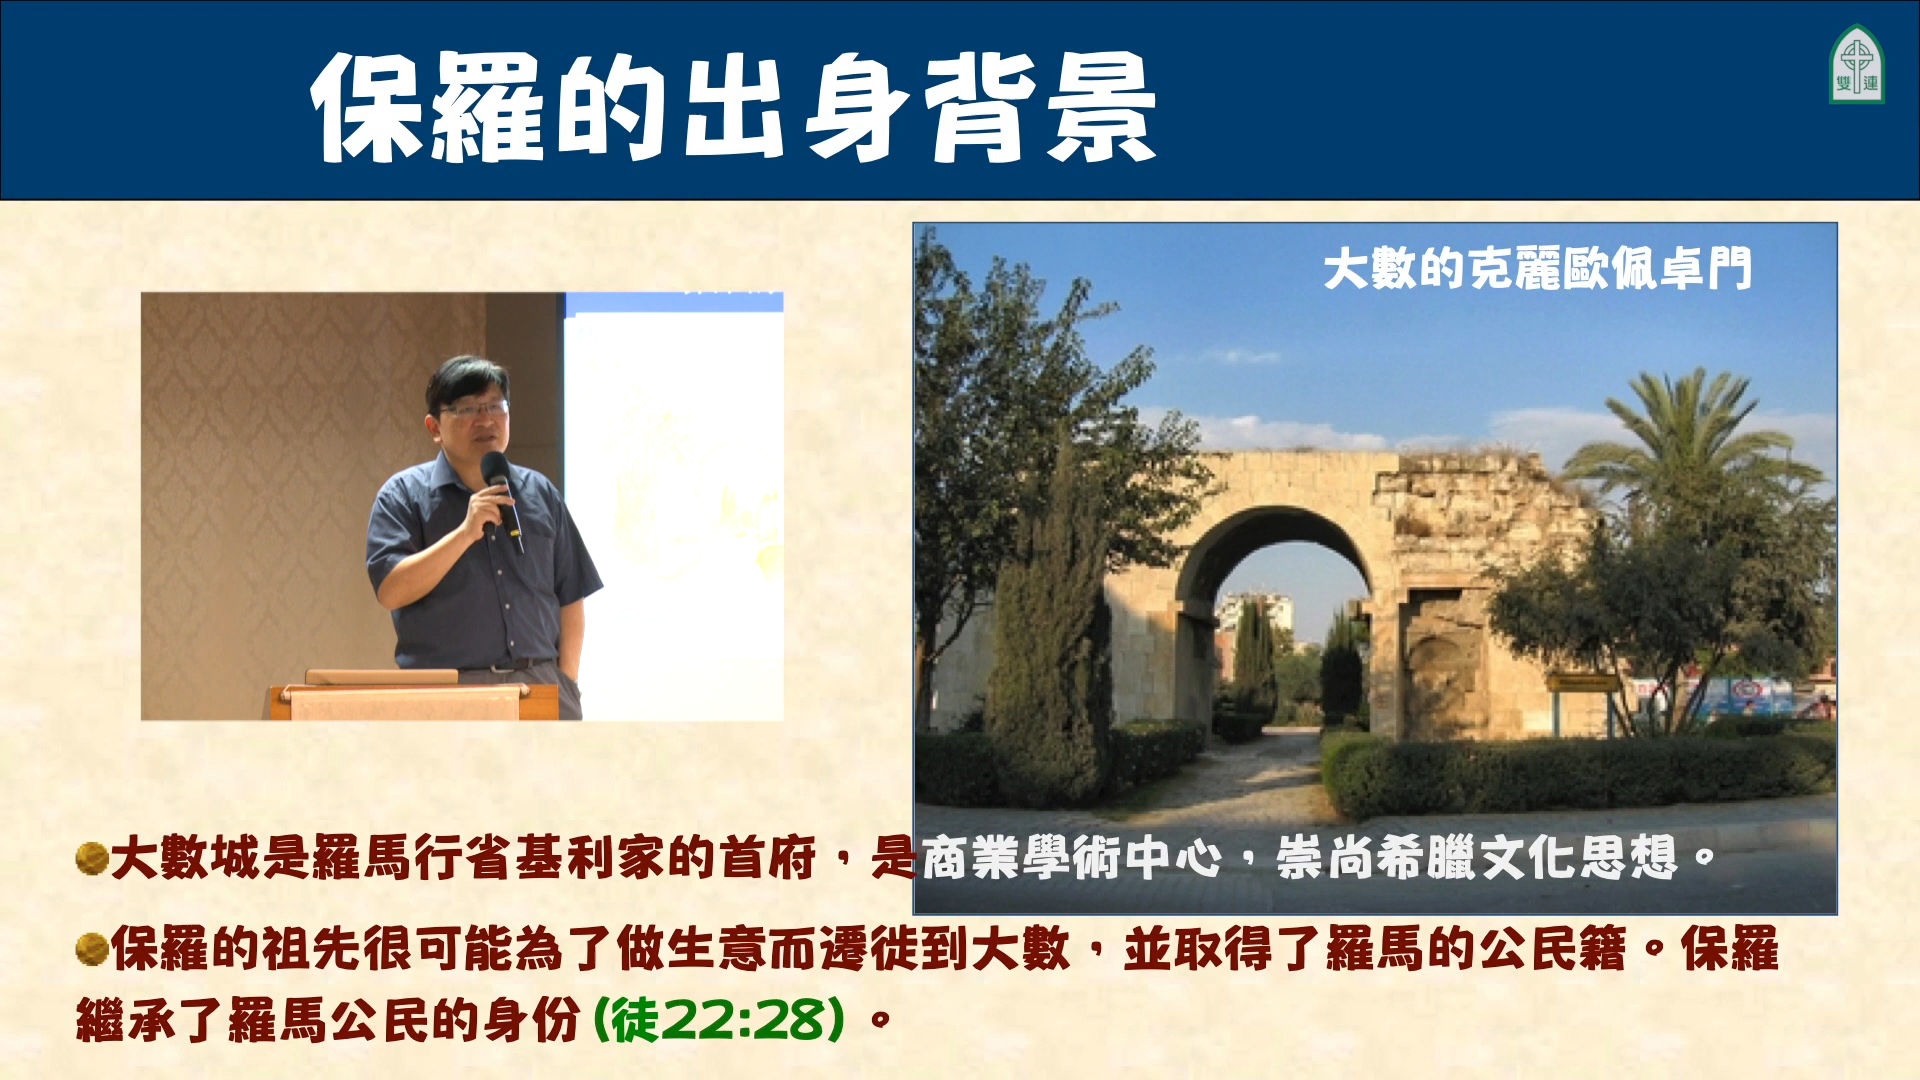 保羅的出身背景
雙連
大數的克麗歐佩卓門
大數城是羅馬行省基利家的首府，是商業學術中心，崇尚希臘文化思想。
保羅的祖先很可能為了做生意而遷徙到大數，並取得了羅馬的公民籍。保羅
繼承了羅馬公民的身份(徒22:28)。